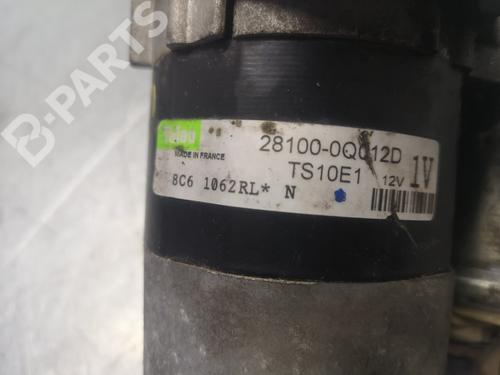 B-PARTS
Valeo
MADE IN FRANCE
28100-0Q012D
TS10E1
12V 1V
8C6 1062RL* N